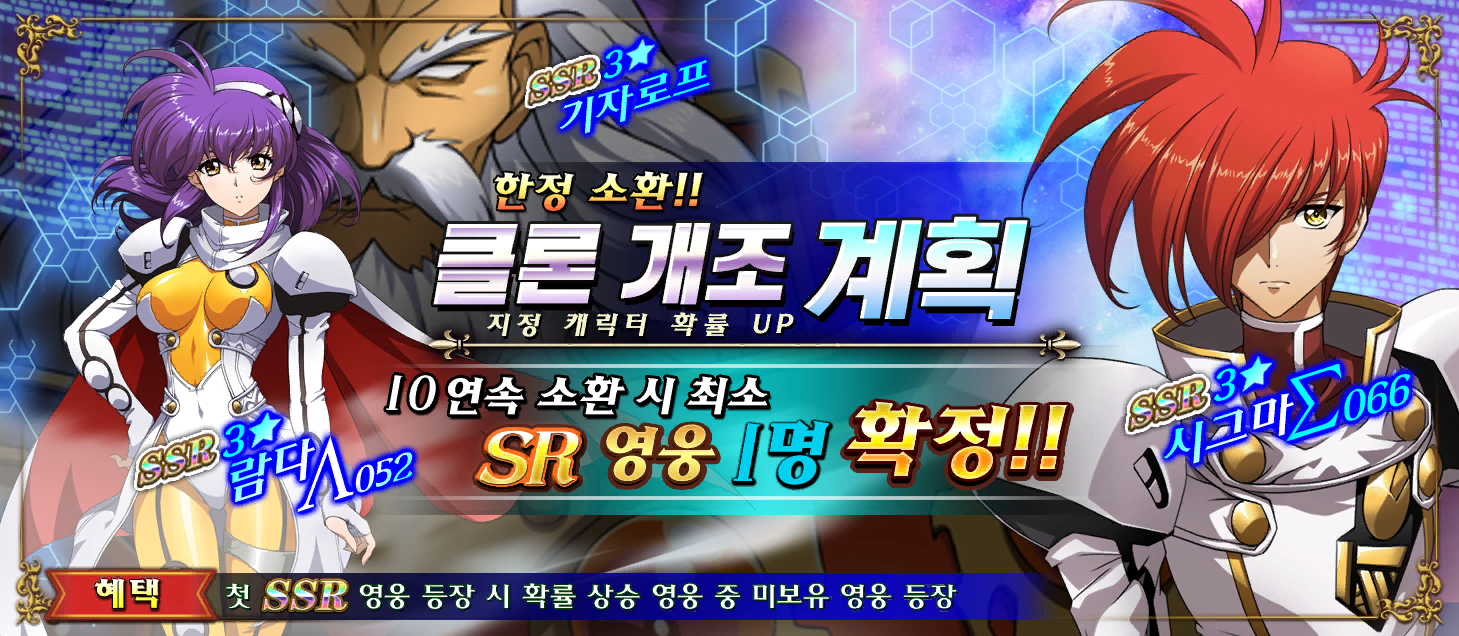 SSR 3★
기자로프
한정 소환!!
클론 개조 계획
지정 캐릭터 확률 UP
10연속 소환 시 최소
SR 영웅 1명 확정!!
SSR 3★
람다Λ052
SSR 3★
시그마Σ066
혜택
첫 SSR 영웅 등장 시 확률 상승 영웅 중 미보유 영웅 등장